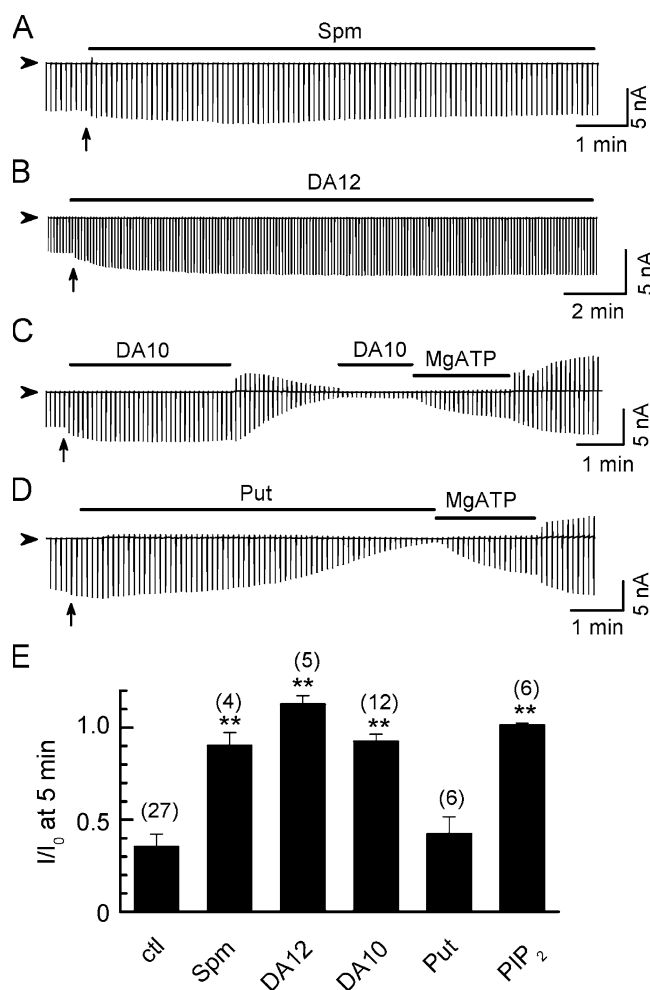 A
Spm
5 nA
1 min
B
DA12
5 nA
2 min
C
DA10
DA10
MgATP
5 nA
1 min
D
Put
MgATP
5 nA
1 min
E
I/I0 at 5 min
1.0
0.5
0
(27)
(4)
**
(5)
**
(12)
**
(6)
(6)
**
ctl
Spm
DA12
DA10
Put
PIP2